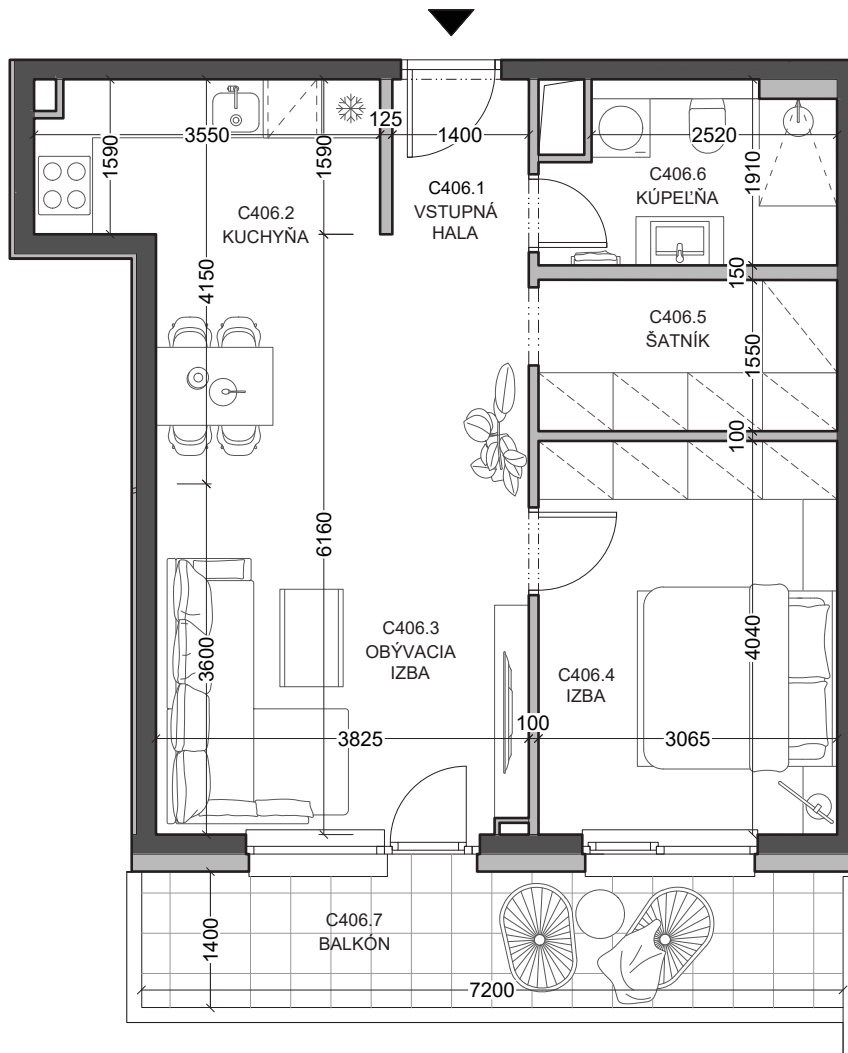 125
3550
1400
2520
1590
1590
1910
C406.1
VSTUPNÁ
HALA
C406.2
KUCHYŇA
C406.6
KÚPEĽŇA
150
4150
C406.5
ŠATNÍK
1550
100
6160
3600
C406.3
OBÝVACIA
IZBA
C406.4
IZBA
4040
100
3825
3065
C406.7
BALKÓN
1400
7200